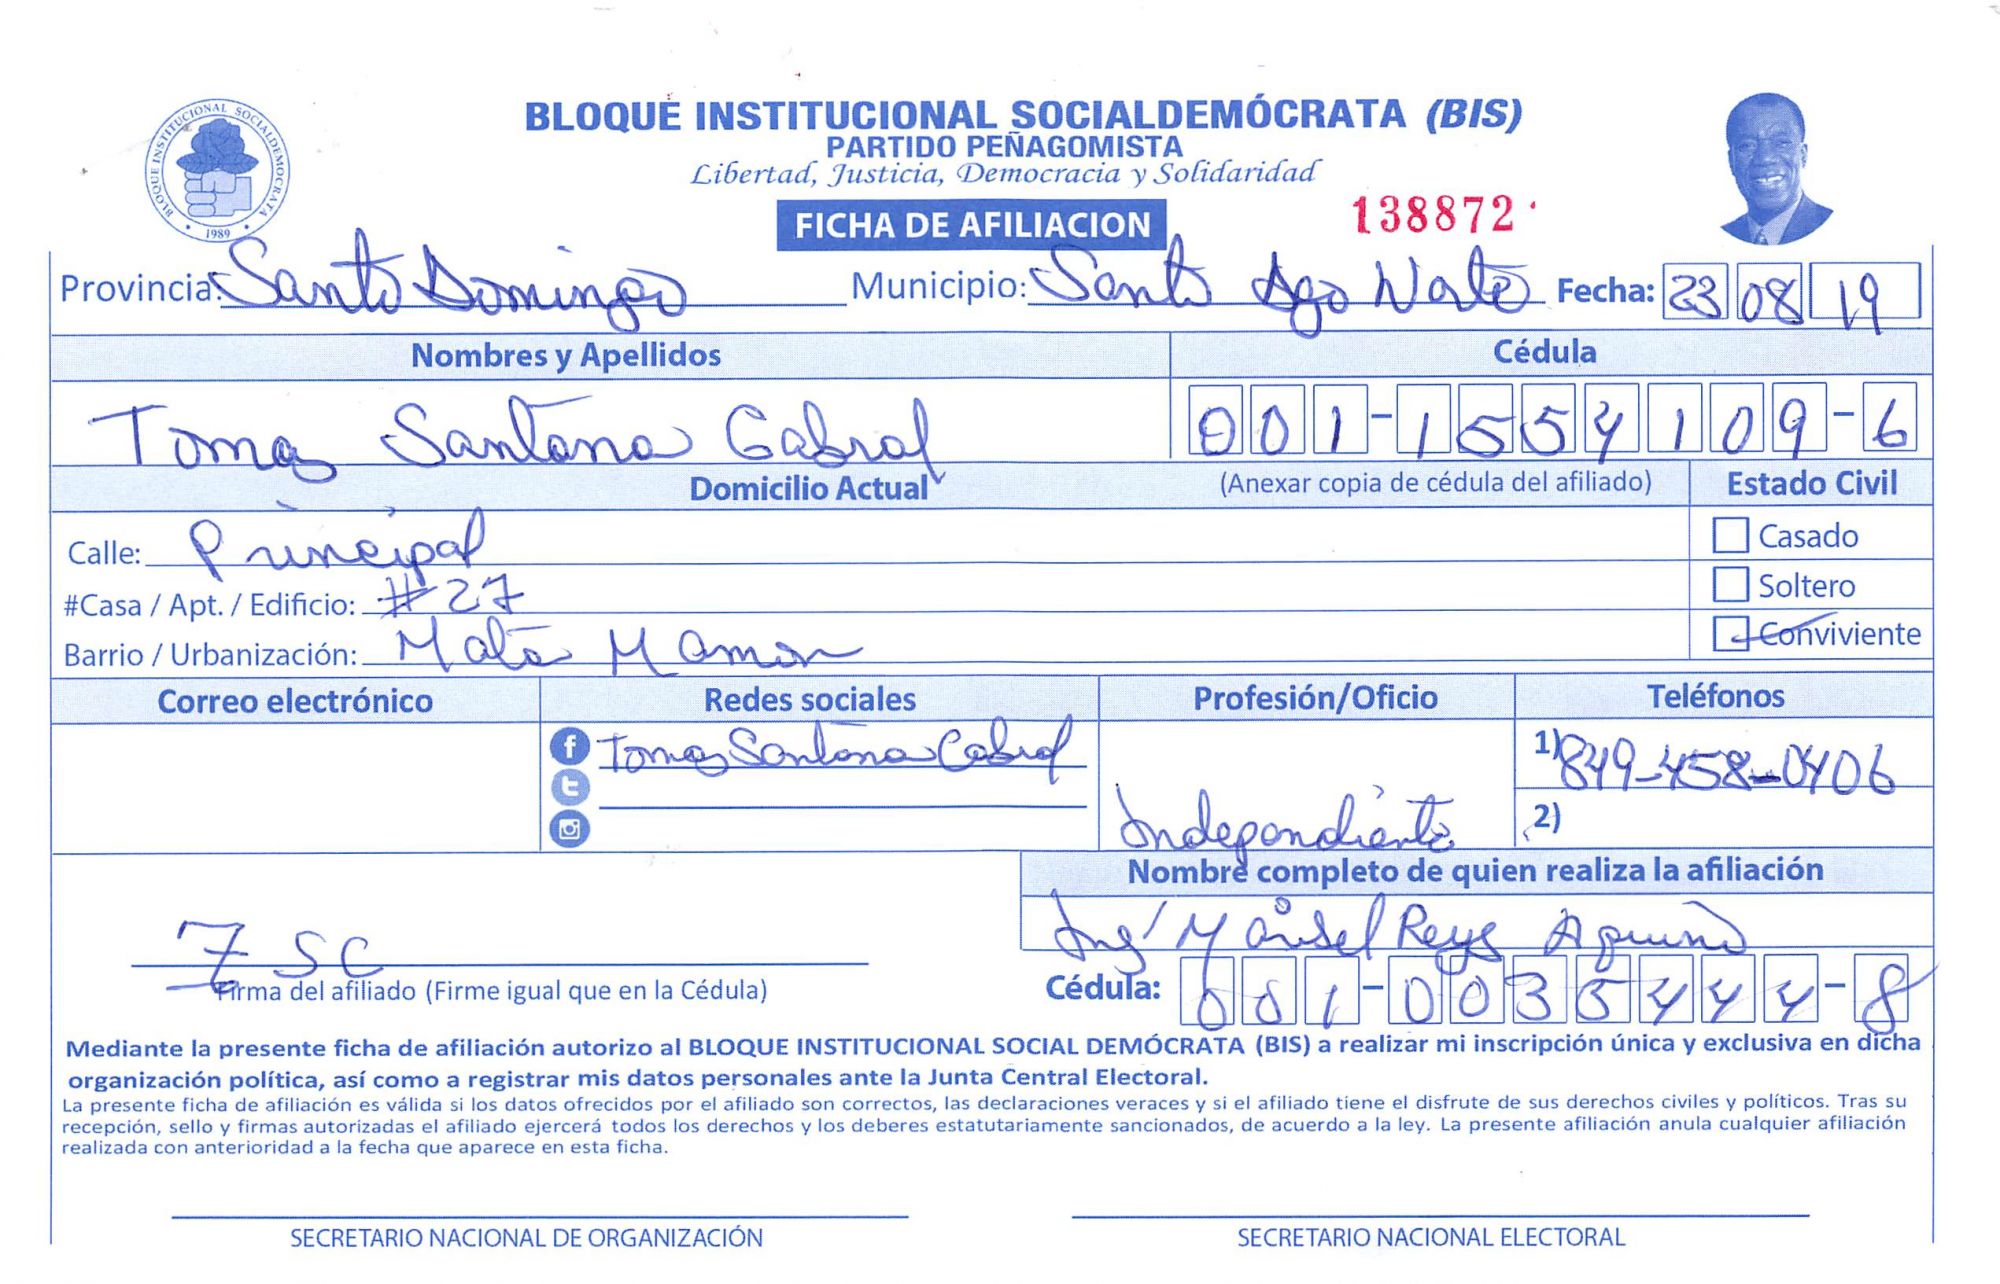 BLOQUE INSTITUCIONAL SOCIALDEMÓCRATA
1989
BLOQUE INSTITUCIONAL SOCIALDEMÓCRATA (BIS)
PARTIDO PEÑAGOMISTA
Libertad, Justicia, Democracia y Solidaridad
FICHA DE AFILIACION
138872
Provincia: Santo Domingo Municipio: Santo Dgo Norte Fecha: 23 08 19
Nombres y Apellidos Cédula
Tomas Santana Cabral 001-1554109-6
Domicilio Actual (Anexar copia de cédula del afiliado) Estado Civil
Calle: Principal Casado
#Casa / Apt. / Edificio: #27 Soltero
Barrio / Urbanización: Mata Mamon Conviviente
Correo electrónico Redes sociales Profesión/Oficio Teléfonos
Tomas Santana Cabral 1) 849-458-0406
Independiente 2)
Nombre completo de quien realiza la afiliación
Ing Reys Aquino
T SC
Firma del afiliado (Firme igual que en la Cédula) Cédula: 001-0035444-8
Mediante la presente ficha de afiliación autorizo al BLOQUE INSTITUCIONAL SOCIAL DEMÓCRATA (BIS) a realizar mi inscripción única y exclusiva en dicha
organización política, así como a registrar mis datos personales ante la Junta Central Electoral.
La presente ficha de afiliación es válida si los datos ofrecidos por el afiliado son correctos, las declaraciones veraces y si el afiliado tiene el disfrute de sus derechos civiles y políticos. Tras su
recepción, sello y firmas autorizadas el afiliado ejercerá todos los derechos y los deberes estatutariamente sancionados, de acuerdo a la ley. La presente afiliación anula cualquier afiliación
realizada con anterioridad a la fecha que aparece en esta ficha.
SECRETARIO NACIONAL DE ORGANIZACIÓN SECRETARIO NACIONAL ELECTORAL